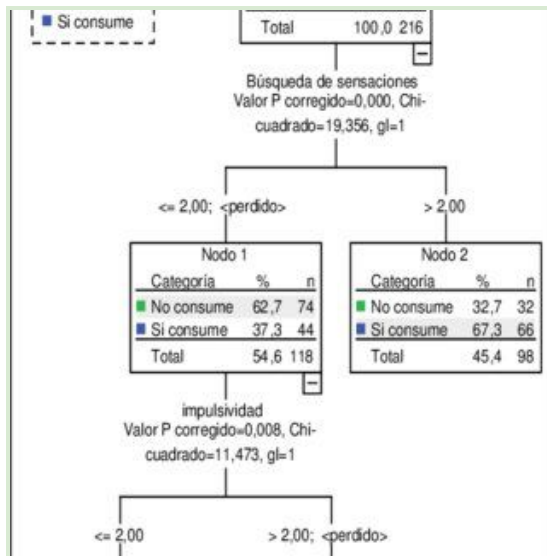 Si consume
Total 100,0 216
Búsqueda de sensaciones
Valor P corregido=0,000, Chi-
cuadrado=19,356, gl=1
<= 2,00; <perdido>
> 2,00
Nodo 1
Categoría % n
No consume 62,7 74
Si consume 37,3 44
Total 54,6 118
Nodo 2
Categoría % n
No consume 32,7 32
Si consume 67,3 66
Total 45,4 98
impulsividad
Valor P corregido=0,008, Chi-
cuadrado=11,473, gl=1
<= 2,00
> 2,00; <perdido>